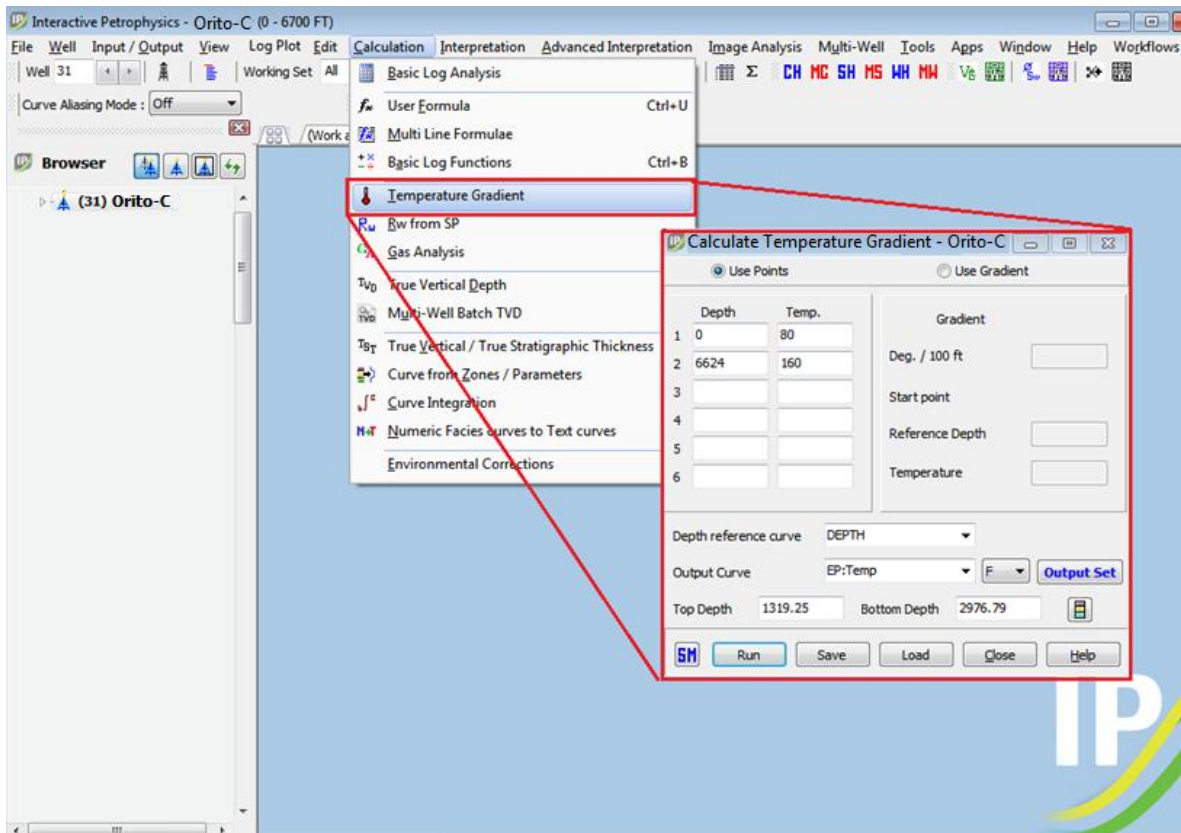 Interactive Petrophysics - Orito-C (0 - 6700 FT)
File Well Input / Output View Log Plot Edit Calculation Interpretation Advanced Interpretation Image Analysis Multi-Well Tools Apps Window Help Workflows
Well 31 Working Set All Σ CH MC SH MS WH MW
Curve Aliasing Mode : Off
(Work a
Browser
(31) Orito-C
Basic Log Analysis
User Formula Ctrl+U
Multi Line Formulae
Basic Log Functions Ctrl+B
Temperature Gradient
Rw from SP
Gas Analysis
True Vertical Depth
Multi-Well Batch TVD
True Vertical / True Stratigraphic Thickness
Curve from Zones / Parameters
Curve Integration
Numeric Facies curves to Text curves
Environmental Corrections
Calculate Temperature Gradient - Orito-C
Use Points Use Gradient
Depth Temp.
1 0 80
2 6624 160
3
4
5
6
Gradient
Deg. / 100 ft
Start point
Reference Depth
Temperature
Depth reference curve DEPTH
Output Curve EP:Temp F Output Set
Top Depth 1319.25 Bottom Depth 2976.79
SM Run Save Load Close Help
IP